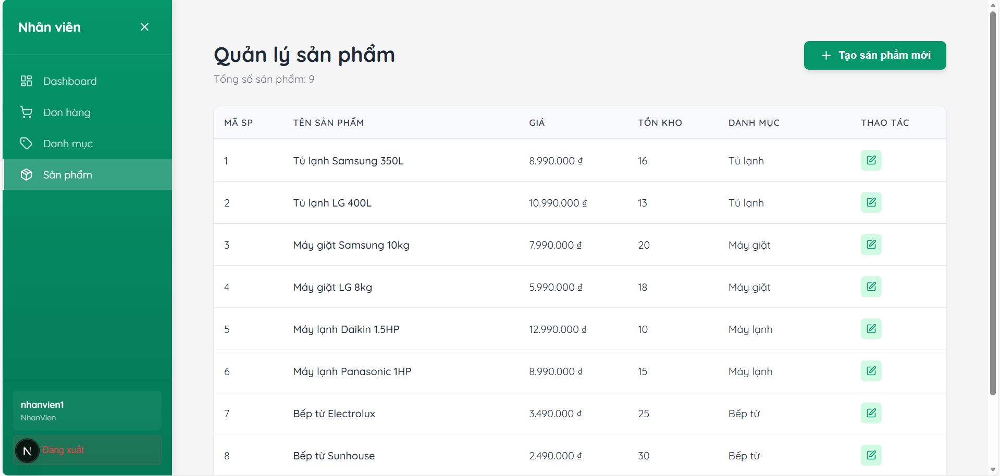 Nhân viên
Dashboard
Đơn hàng
Danh mục
Sản phẩm
nhanvien1
NhanVien
N Đăng xuất
Quản lý sản phẩm
Tổng số sản phẩm: 9
Tạo sản phẩm mới
MÃ SP TÊN SẢN PHẨM GIÁ TỒN KHO DANH MỤC THAO TÁC
1 Tủ lạnh Samsung 350L 8.990.000 ₫ 16 Tủ lạnh
2 Tủ lạnh LG 400L 10.990.000 ₫ 13 Tủ lạnh
3 Máy giặt Samsung 10kg 7.990.000 ₫ 20 Máy giặt
4 Máy giặt LG 8kg 5.990.000 ₫ 18 Máy giặt
5 Máy lạnh Daikin 1.5HP 12.990.000 ₫ 10 Máy lạnh
6 Máy lạnh Panasonic 1HP 8.990.000 ₫ 15 Máy lạnh
7 Bếp từ Electrolux 3.490.000 ₫ 25 Bếp từ
8 Bếp từ Sunhouse 2.490.000 ₫ 30 Bếp từ